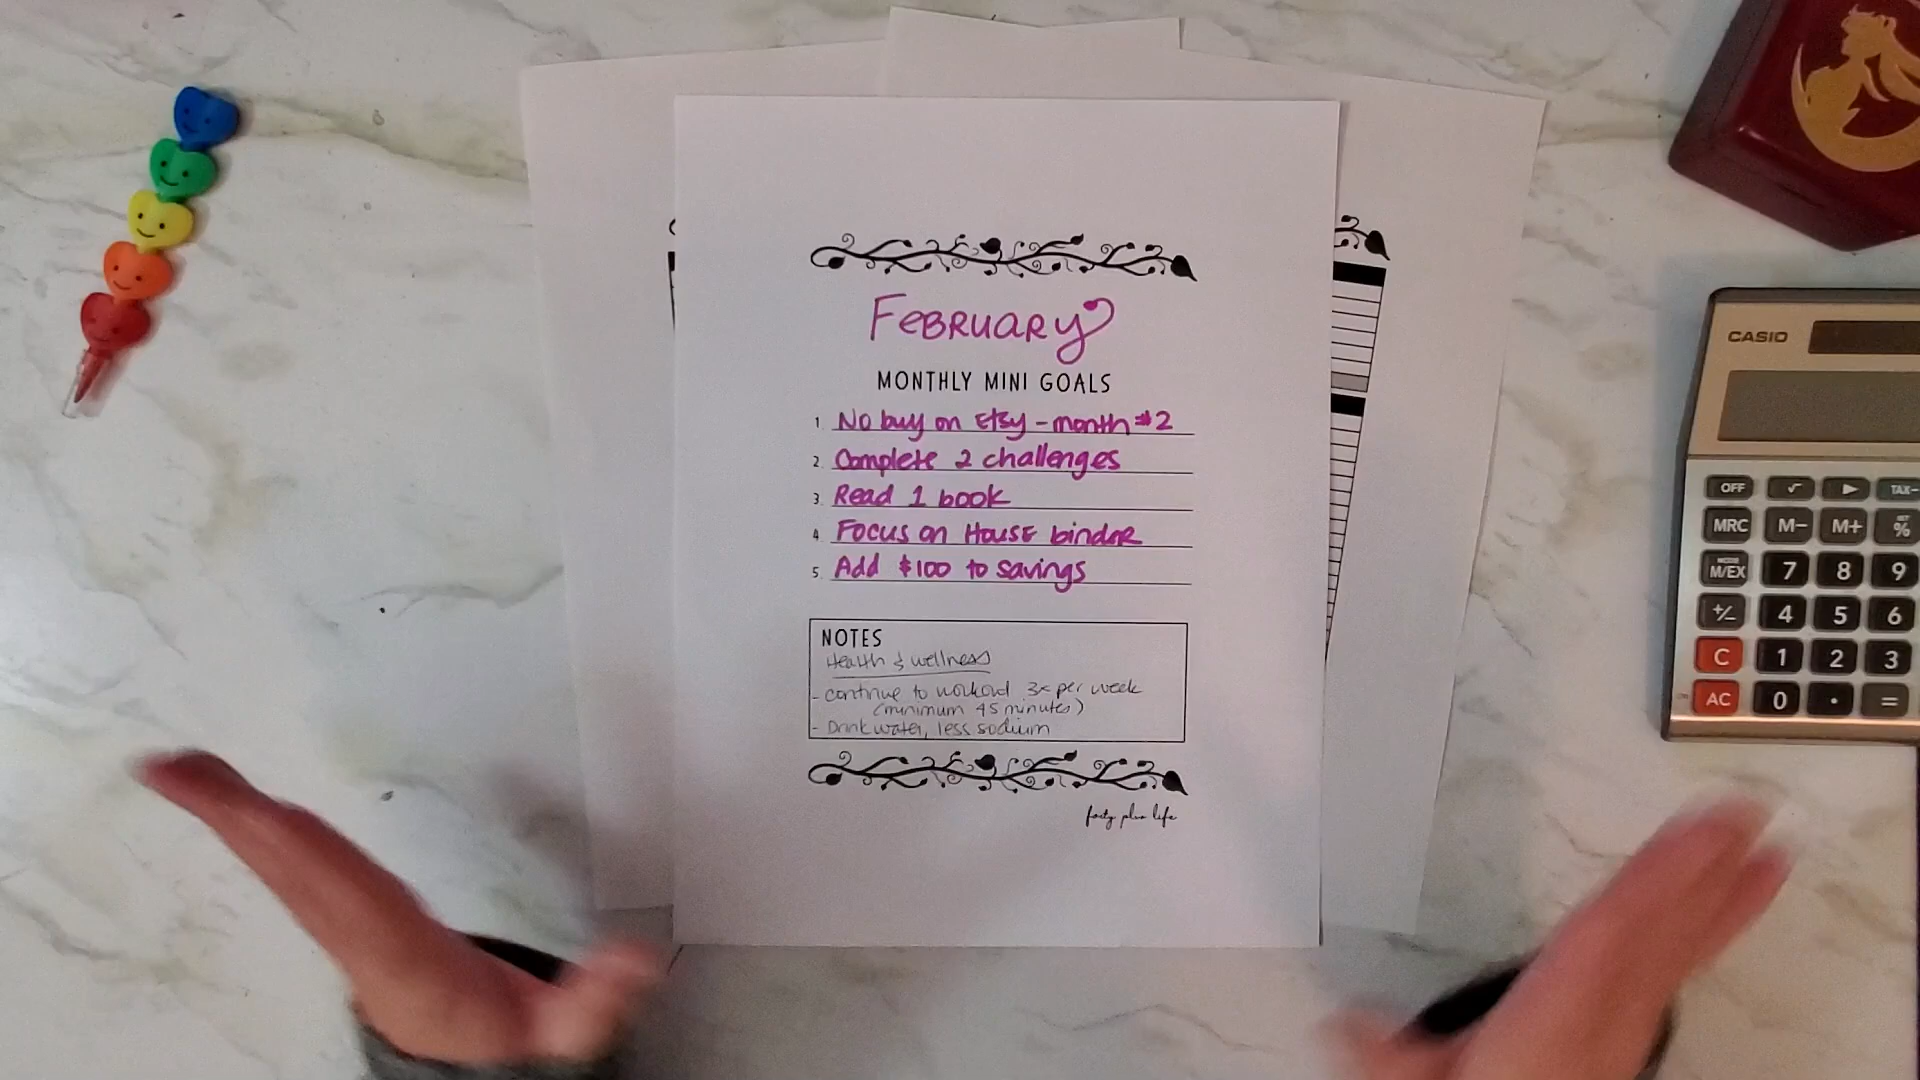 FEBRUARY
MONTHLY MINI GOALS
1. No buy on Etsy - month #2
2. Complete 2 challenges
3. Read 1 book
4. Focus on House binder
5. Add $100 to savings
NOTES
Health & wellness
- continue to workout 3x per week
(minimum 45 minutes)
- Drink water, less sodium
forty plus life
CASIO
OFF √ ▶ TAX-
MRC M- M+ %
M/EX 7 8 9
+/- 4 5 6
C 1 2 3
AC 0 . =